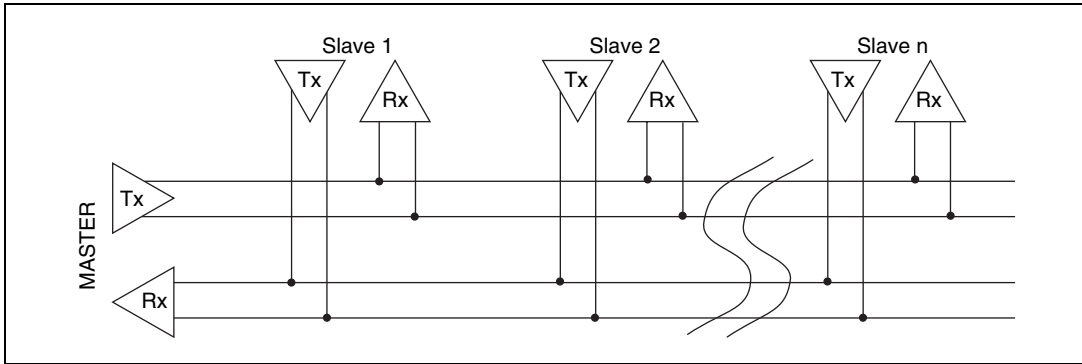 Slave 1
Tx
Rx
Slave 2
Tx
Rx
Slave n
Tx
Rx
MASTER
Tx
Rx